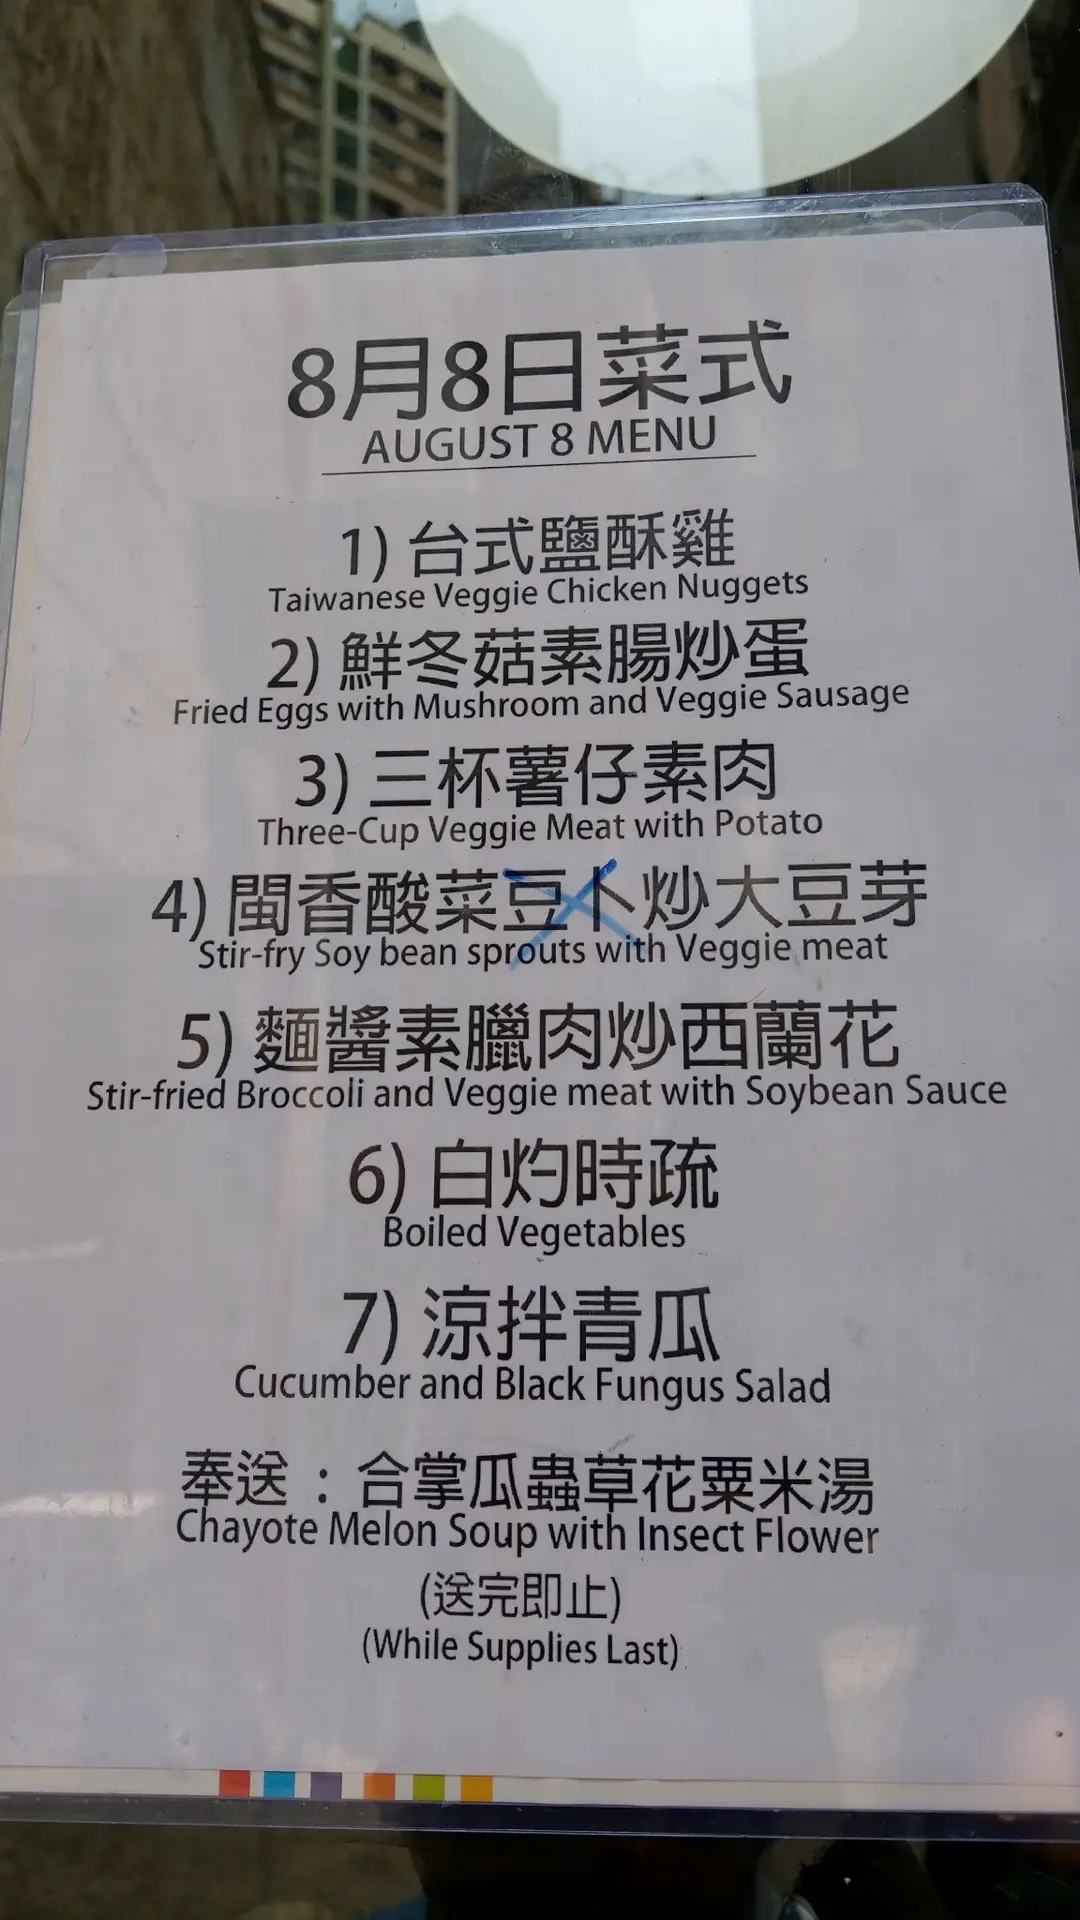 8月8日菜式
AUGUST 8 MENU
1) 台式鹽酥雞
Taiwanese Veggie Chicken Nuggets
2) 鮮冬菇素腸炒蛋
Fried Eggs with Mushroom and Veggie Sausage
3) 三杯薯仔素肉
Three-Cup Veggie Meat with Potato
4) 閩香酸菜豆卜炒大豆芽
Stir-fry Soy bean sprouts with Veggie meat
5) 麵醬素臘肉炒西蘭花
Stir-fried Broccoli and Veggie meat with Soybean Sauce
6) 白灼時疏
Boiled Vegetables
7) 涼拌青瓜
Cucumber and Black Fungus Salad
奉送：合掌瓜蟲草花粟米湯
Chayote Melon Soup with Insect Flower
(送完即止)
(While Supplies Last)